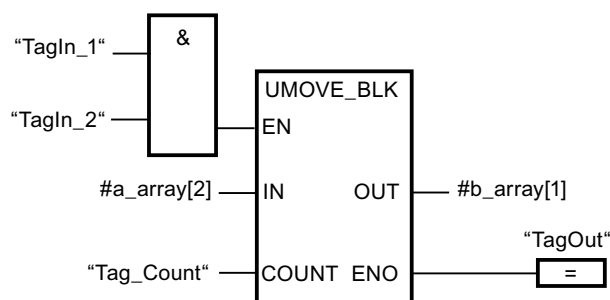 &
“TagIn_1“
UMOVE_BLK
“TagIn_2“
EN
#a_array[2] IN OUT #b_array[1]
“TagOut“
“Tag_Count“ COUNT ENO =